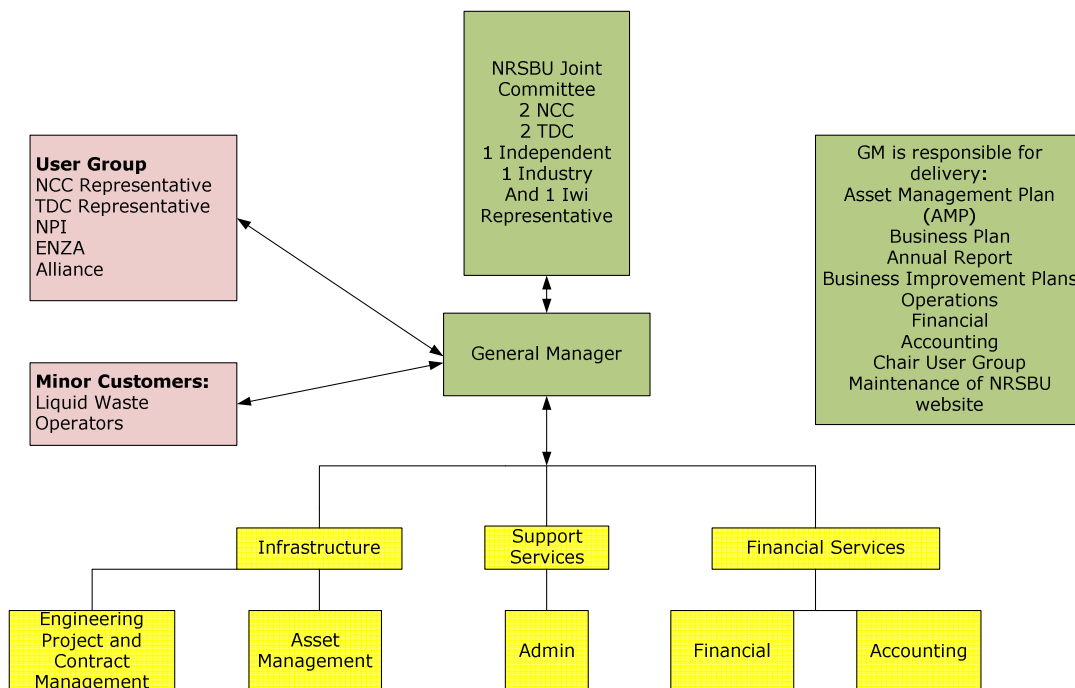 NRSBU Joint
Committee
2 NCC
2 TDC
1 Independent
1 Industry
And 1 Iwi
Representative
User Group
NCC Representative
TDC Representative
NPI
ENZA
Alliance
GM is responsible for
delivery:
Asset Management Plan
(AMP)
Business Plan
Annual Report
Business Improvement Plans
Operations
Financial
Accounting
Chair User Group
Maintenance of NRSBU
website
General Manager
Minor Customers:
Liquid Waste
Operators
Infrastructure
Support
Services
Financial Services
Engineering
Project and
Contract
Management
Asset
Management
Admin
Financial
Accounting